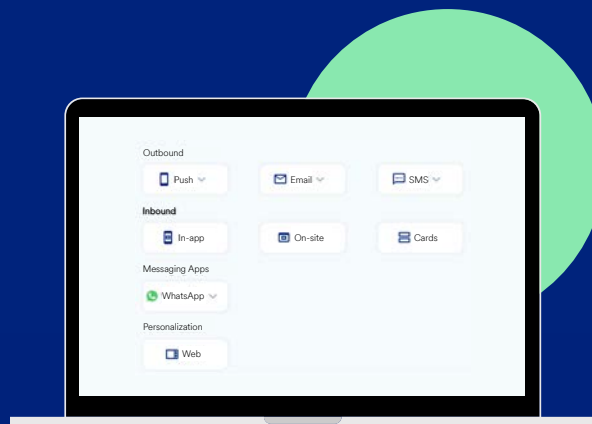 Outbound
Push Email SMS
Inbound
In-app On-site Cards
Messaging Apps
WhatsApp
Personalization
Web